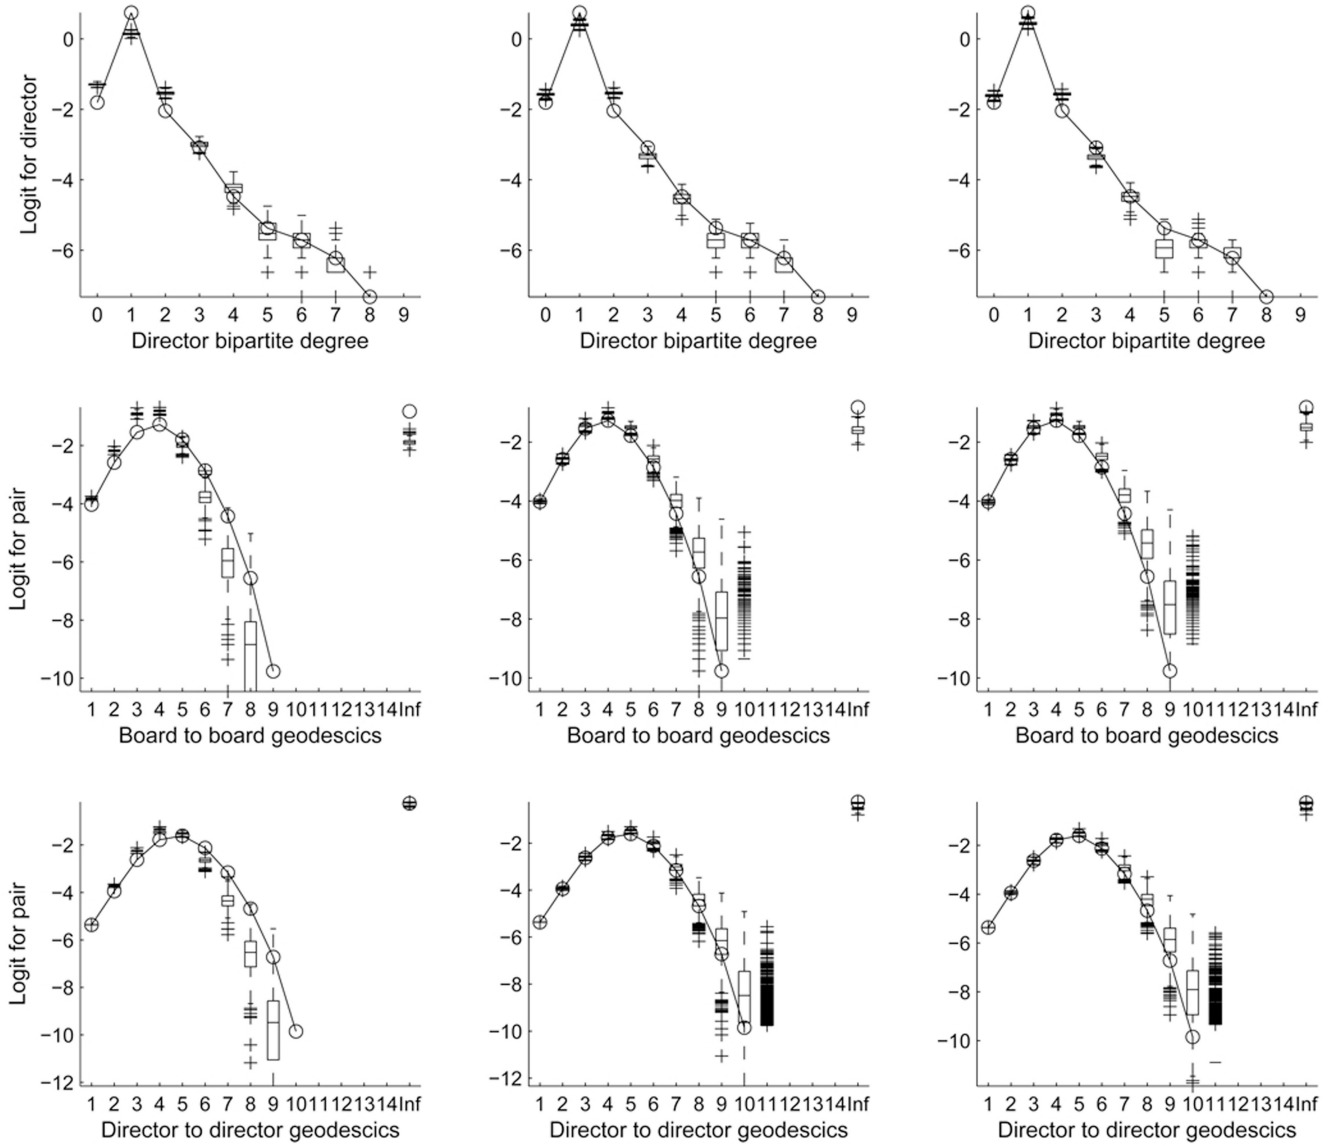 Logit for director
0
−2
−4
−6
0 1 2 3 4 5 6 7 8 9
Director bipartite degree
0
−2
−4
−6
0 1 2 3 4 5 6 7 8 9
Director bipartite degree
0
−2
−4
−6
0 1 2 3 4 5 6 7 8 9
Director bipartite degree
Logit for pair
−2
−4
−6
−8
−10
1 2 3 4 5 6 7 8 9 10 11 12 13 14 Inf
Board to board geodescics
−2
−4
−6
−8
−10
1 2 3 4 5 6 7 8 9 10 11 12 13 14 Inf
Board to board geodescics
−2
−4
−6
−8
−10
1 2 3 4 5 6 7 8 9 10 11 12 13 14 Inf
Board to board geodescics
Logit for pair
−2
−4
−6
−8
−10
−12
1 2 3 4 5 6 7 8 9 10 11 12 13 14 Inf
Director to director geodescics
−2
−4
−6
−8
−10
−12
1 2 3 4 5 6 7 8 9 10 11 12 13 14 Inf
Director to director geodescics
−2
−4
−6
−8
−10
1 2 3 4 5 6 7 8 9 10 11 12 13 14 Inf
Director to director geodescics